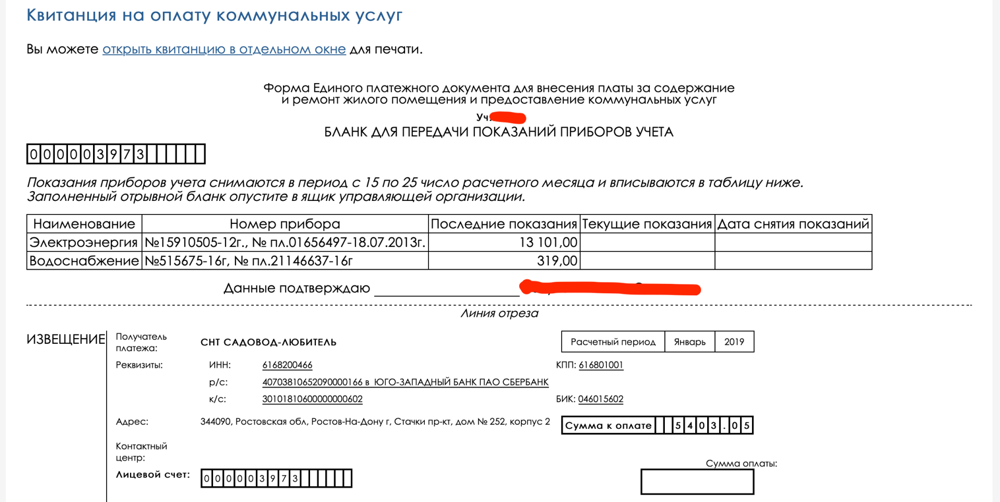 Квитанция на оплату коммунальных услуг
Вы можете открыть квитанцию в отдельном окне для печати.
Форма Единого платежного документа для внесения платы за содержание
и ремонт жилого помещения и предоставление коммунальных услуг
Уч.
БЛАНК ДЛЯ ПЕРЕДАЧИ ПОКАЗАНИЙ ПРИБОРОВ УЧЕТА
000003973
Показания приборов учета снимаются в период с 15 по 25 число расчетного месяца и вписываются в таблицу ниже.
Заполненный отрывной бланк опустите в ящик управляющей организации.
Наименование Номер прибора Последние показания Текущие показания Дата снятия показаний
Электроэнергия №15910505-12г., № пл.01656497-18.07.2013г. 13 101,00
Водоснабжение №515675-16г, № пл.21146637-16г 319,00
Данные подтверждаю
Линия отреза
ИЗВЕЩЕНИЕ Получатель платежа: СНТ САДОВОД-ЛЮБИТЕЛЬ Расчетный период Январь 2019
Реквизиты: ИНН: 6168200466 КПП: 616801001
р/с: 40703810652090000166 в ЮГО-ЗАПАДНЫЙ БАНК ПАО СБЕРБАНК
к/с: 30101810600000000602 БИК: 046015602
Адрес: 344090, Ростовская обл, Ростов-На-Дону г, Стачки пр-кт, дом № 252, корпус 2 Сумма к оплате 5403.05
Контактный
центр:
Сумма оплаты:
Лицевой счет: 000003973